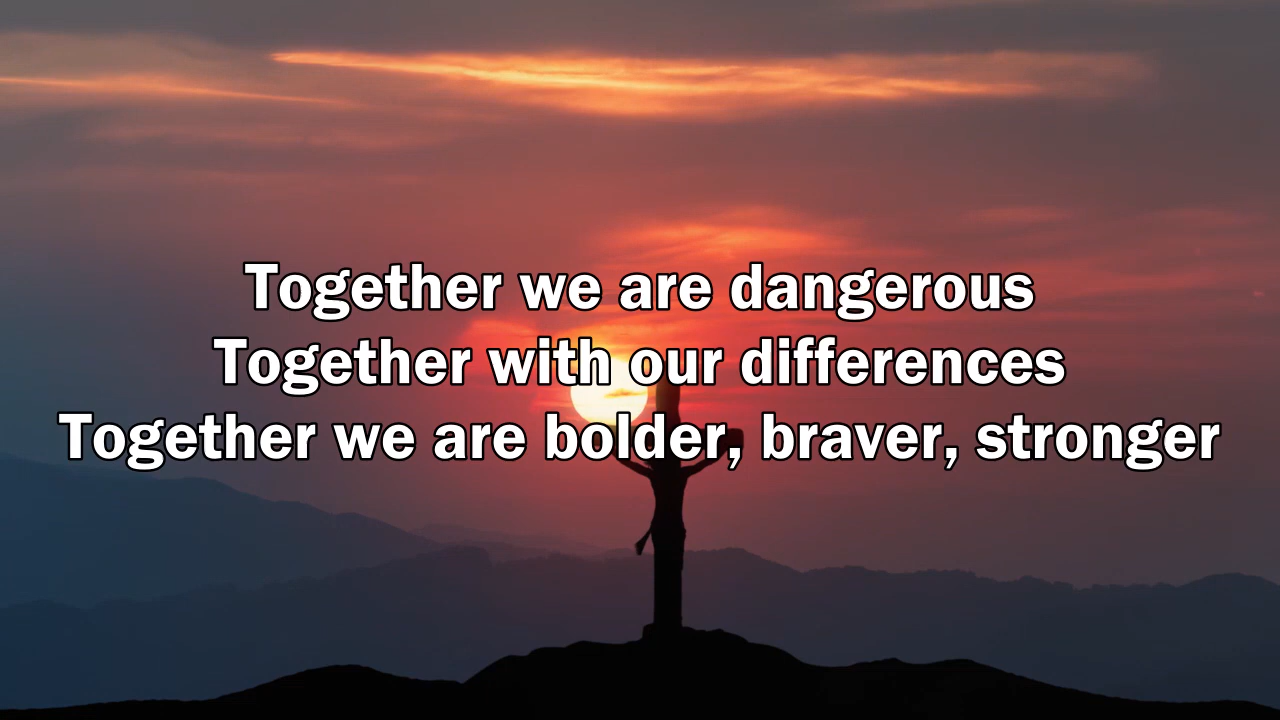 Together we are dangerous
Together with our differences
Together we are bolder, braver, stronger